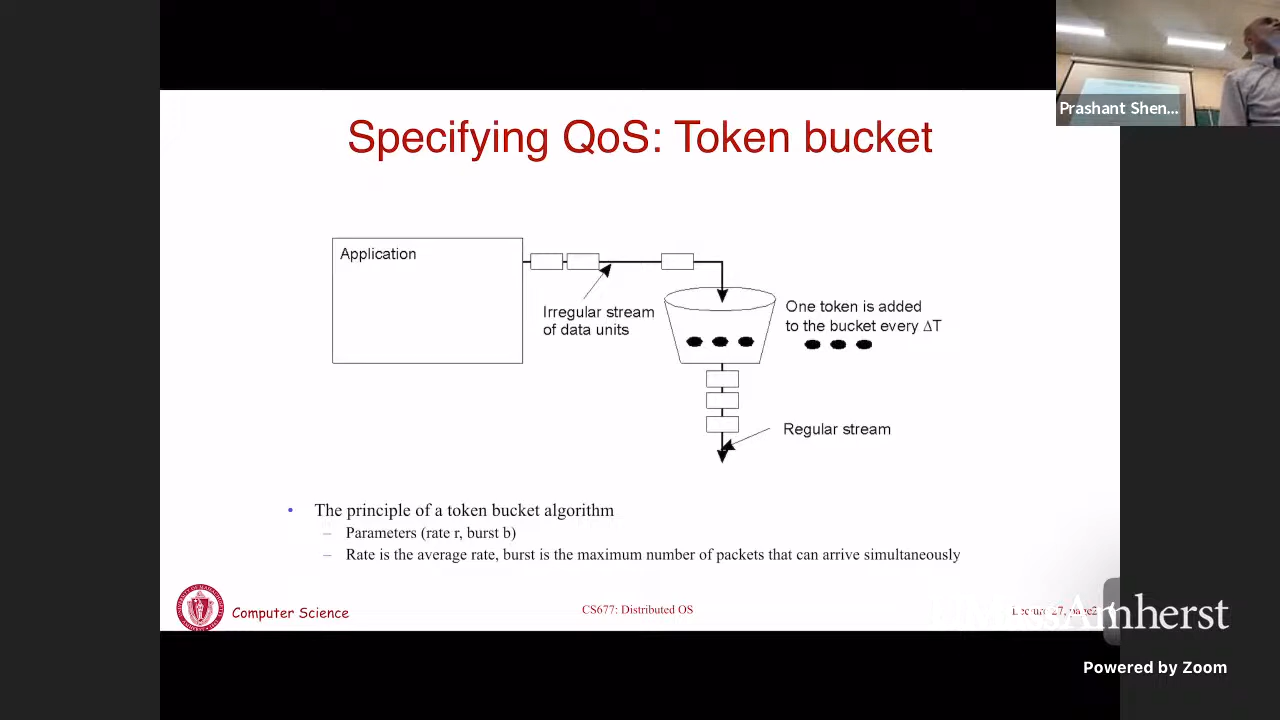 Prashant Shen...
Specifying QoS: Token bucket
Application
Irregular stream
of data units
One token is added
to the bucket every ΔT
Regular stream
• The principle of a token bucket algorithm
– Parameters (rate r, burst b)
– Rate is the average rate, burst is the maximum number of packets that can arrive simultaneously
Computer Science
CS677: Distributed OS
Lecture 27, page
UMassAmherst
Powered by Zoom